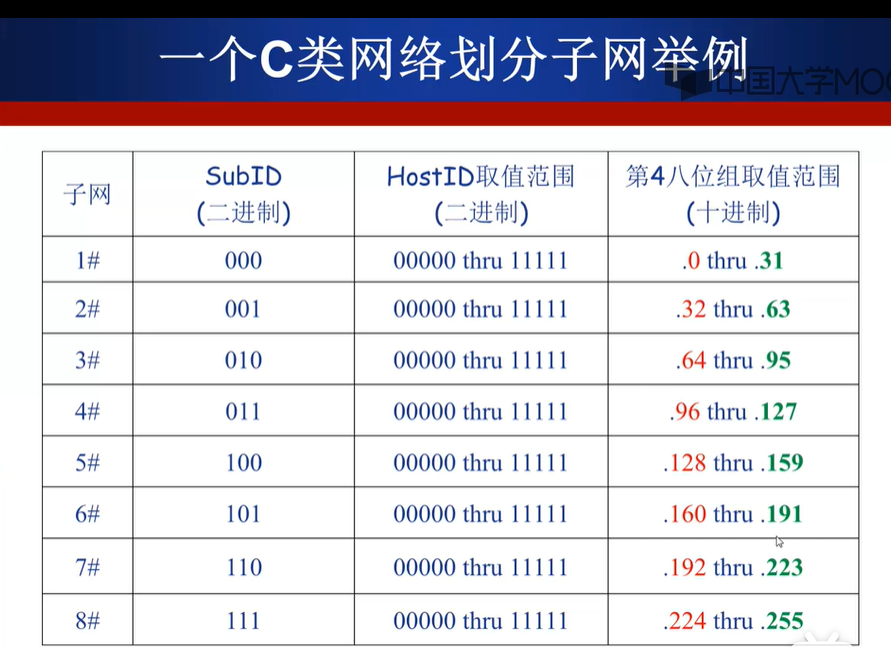 一个C类网络划分子网举例
中国大学MOO
子网 SubID (二进制) HostID取值范围 (二进制) 第4八位组取值范围 (十进制)
1# 000 00000 thru 11111 .0 thru .31
2# 001 00000 thru 11111 .32 thru .63
3# 010 00000 thru 11111 .64 thru .95
4# 011 00000 thru 11111 .96 thru .127
5# 100 00000 thru 11111 .128 thru .159
6# 101 00000 thru 11111 .160 thru .191
7# 110 00000 thru 11111 .192 thru .223
8# 111 00000 thru 11111 .224 thru .255